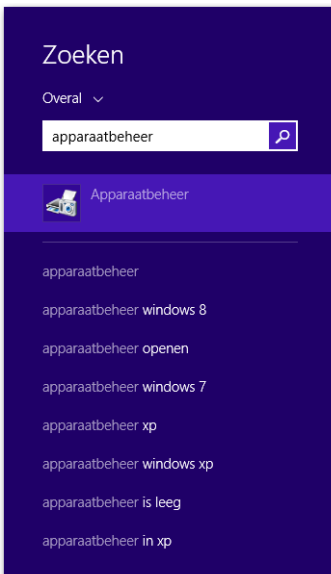 Zoeken
Overal
apparaatbeheer
Apparaatbeheer
apparaatbeheer
apparaatbeheer windows 8
apparaatbeheer openen
apparaatbeheer windows 7
apparaatbeheer xp
apparaatbeheer windows xp
apparaatbeheer is leeg
apparaatbeheer in xp